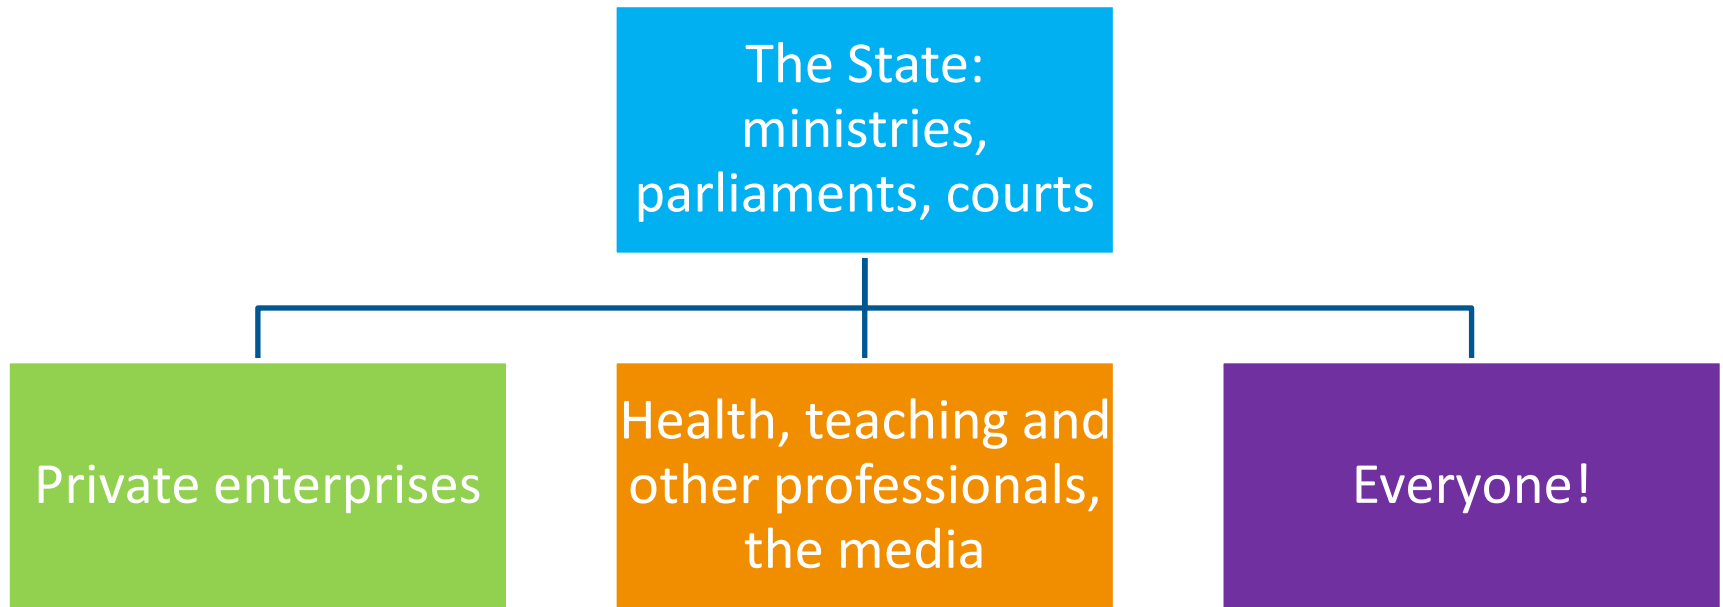 The State:
ministries,
parliaments, courts
Private enterprises
Health, teaching and
other professionals,
the media
Everyone!